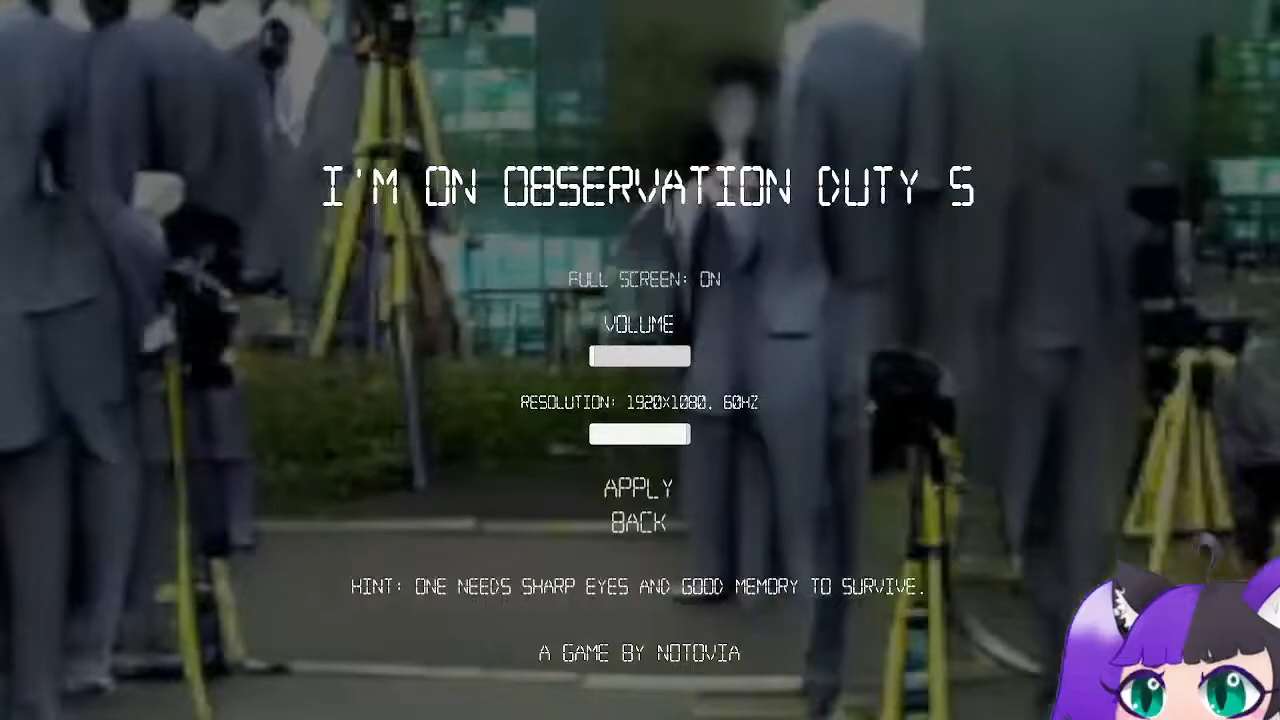 I'M ON OBSERVATION DUTY 5
FULL SCREEN: ON
VOLUME
RESOLUTION: 1920X1080, 60HZ
APPLY
BACK
HINT: ONE NEEDS SHARP EYES AND GOOD MEMORY TO SURVIVE.
A GAME BY NOTOVIA